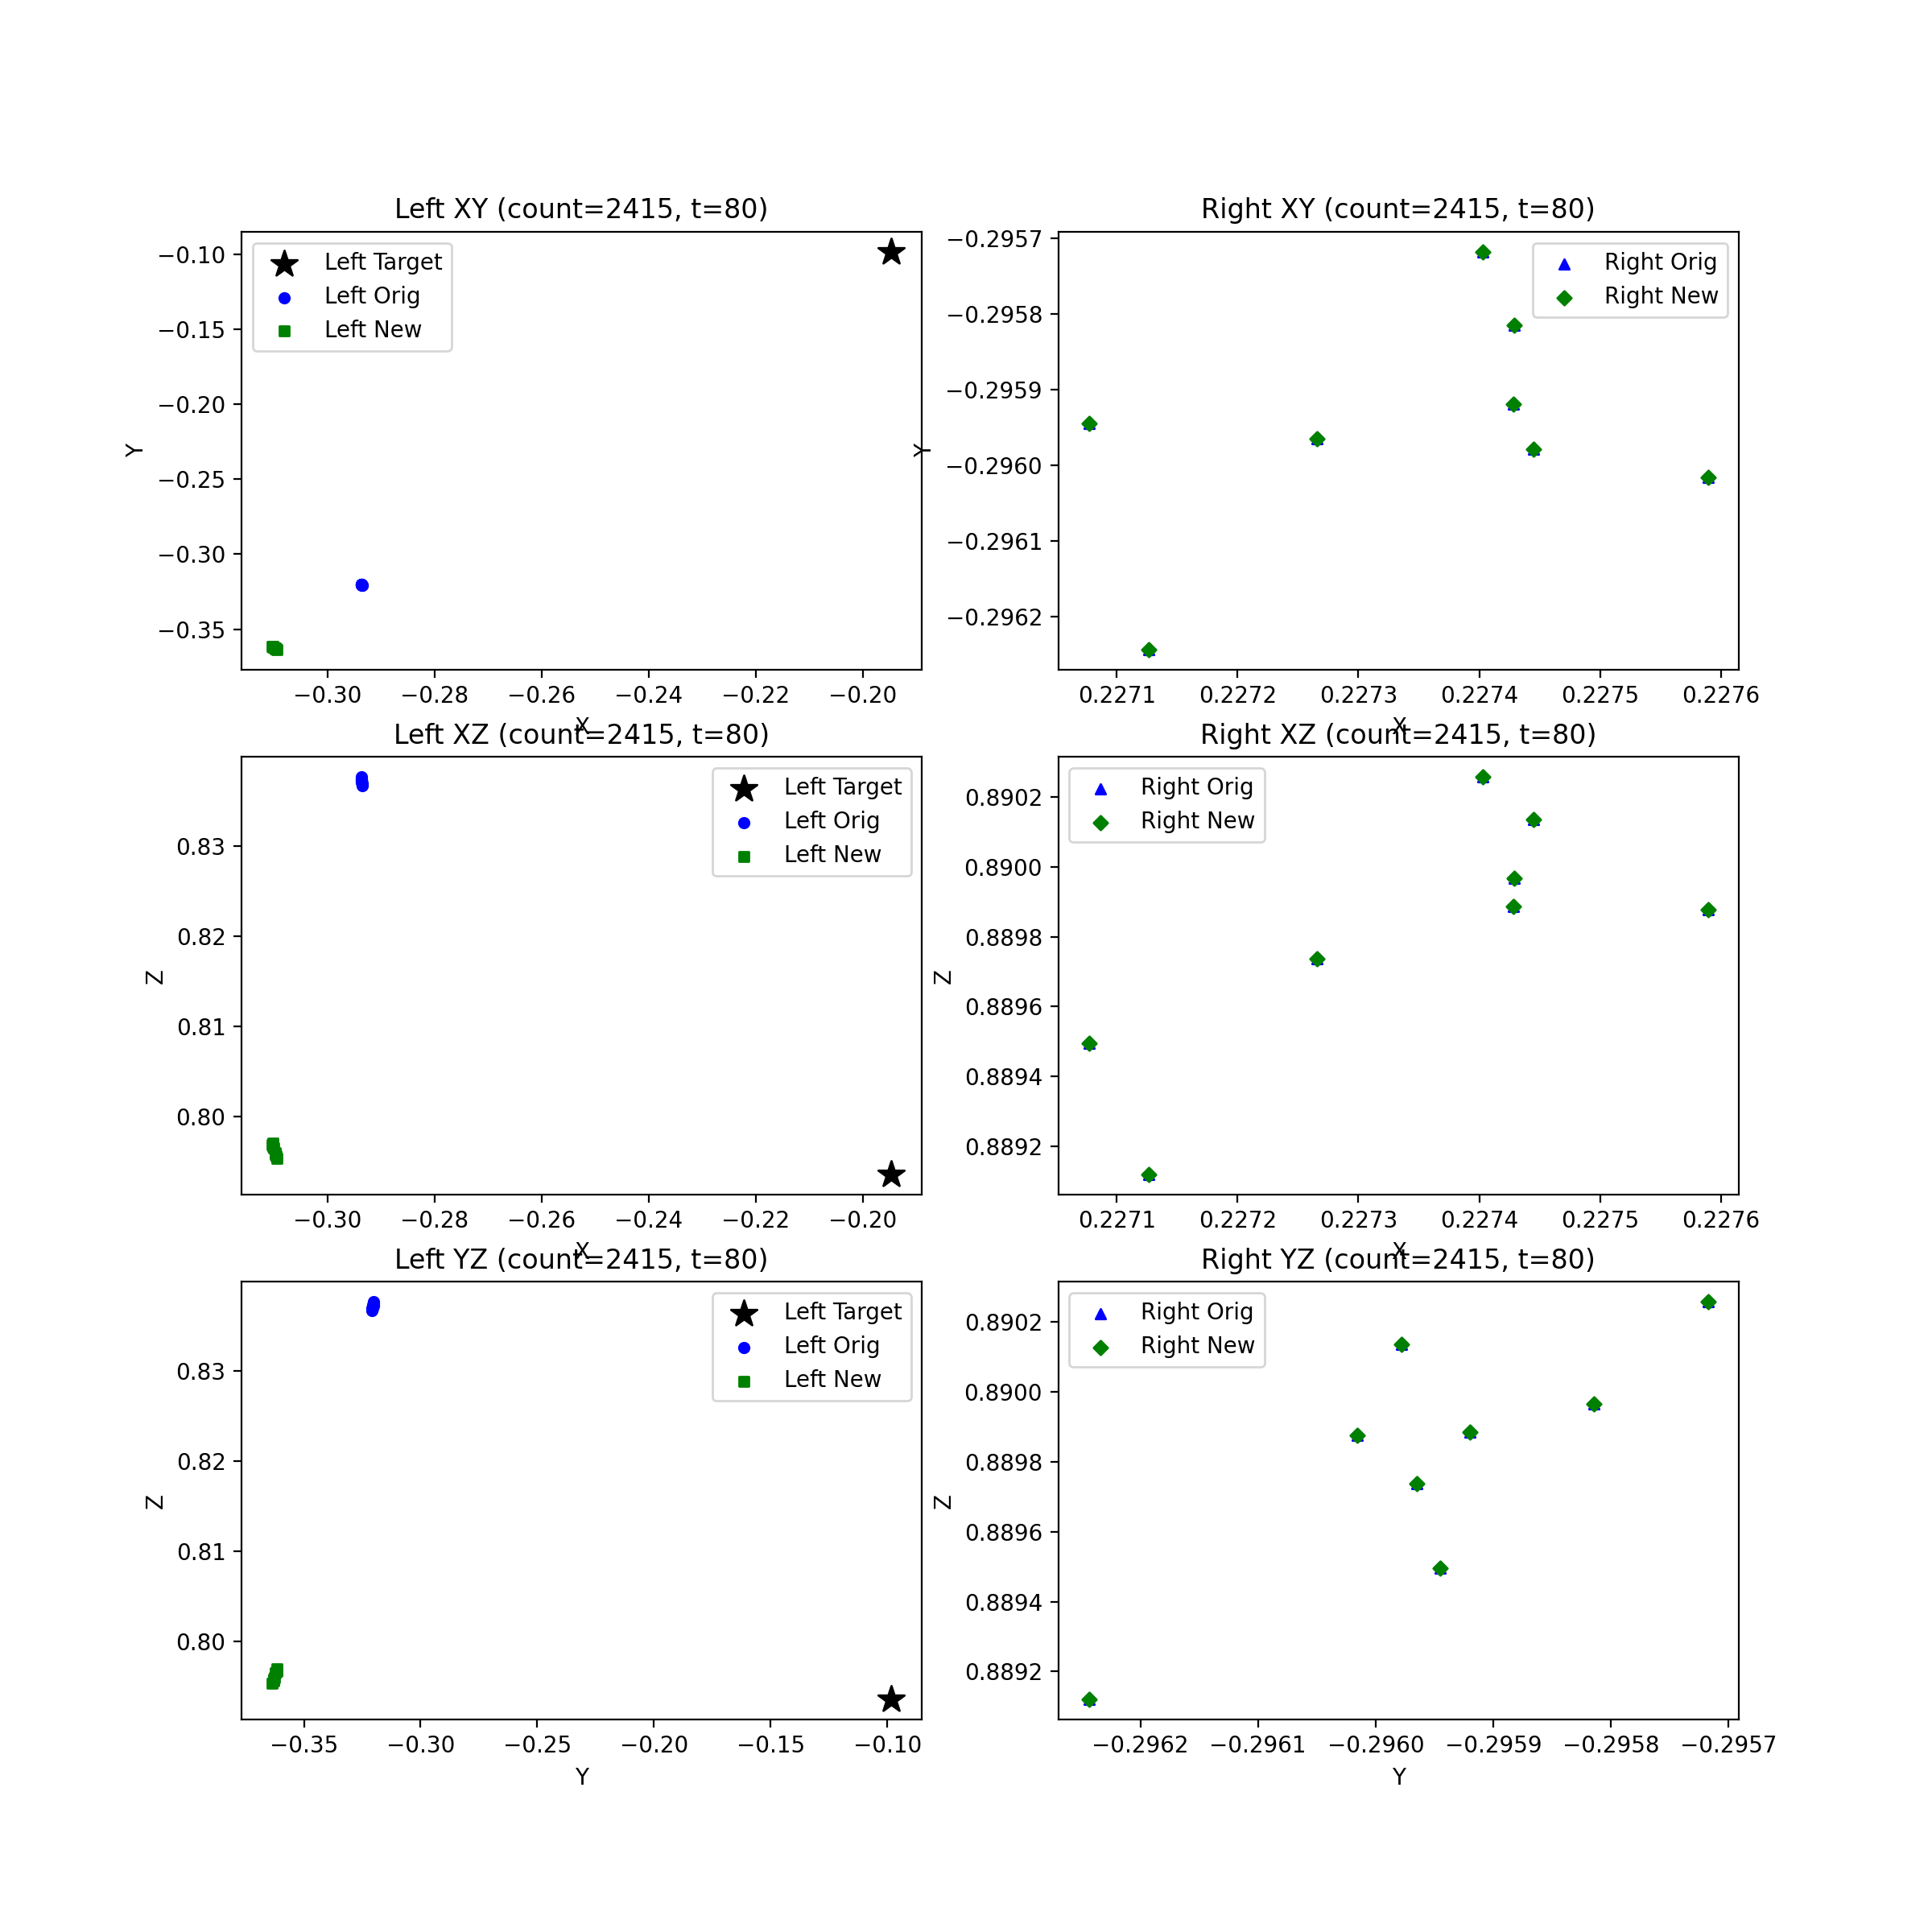 Left XY (count=2415, t=80)
Left Target
Left Orig
Left New
−0.10
−0.15
−0.20
−0.25
−0.30
−0.35
Y
−0.30
−0.28
−0.26
−0.24
−0.22
−0.20
X
Right XY (count=2415, t=80)
Right Orig
Right New
−0.2957
−0.2958
−0.2959
−0.2960
−0.2961
−0.2962
Y
0.2271
0.2272
0.2273
0.2274
0.2275
0.2276
X
Left XZ (count=2415, t=80)
Left Target
Left Orig
Left New
0.83
0.82
0.81
0.80
Z
−0.30
−0.28
−0.26
−0.24
−0.22
−0.20
X
Right XZ (count=2415, t=80)
Right Orig
Right New
0.8902
0.8900
0.8898
0.8896
0.8894
0.8892
Z
0.2271
0.2272
0.2273
0.2274
0.2275
0.2276
X
Left YZ (count=2415, t=80)
Left Target
Left Orig
Left New
0.83
0.82
0.81
0.80
Z
−0.35
−0.30
−0.25
−0.20
−0.15
−0.10
Y
Right YZ (count=2415, t=80)
Right Orig
Right New
0.8902
0.8900
0.8898
0.8896
0.8894
0.8892
Z
−0.2962
−0.2961
−0.2960
−0.2959
−0.2958
−0.2957
Y